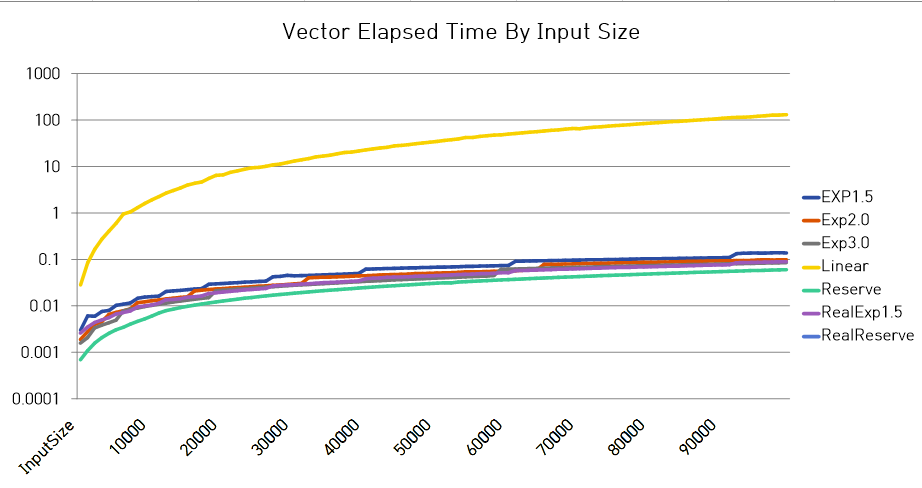 Vector Elapsed Time By Input Size
1000
100
10
1
0.1
0.01
0.001
0.0001
InputSize
10000
20000
30000
40000
50000
60000
70000
80000
90000
EXP1.5
Exp2.0
Exp3.0
Linear
Reserve
RealExp1.5
RealReserve